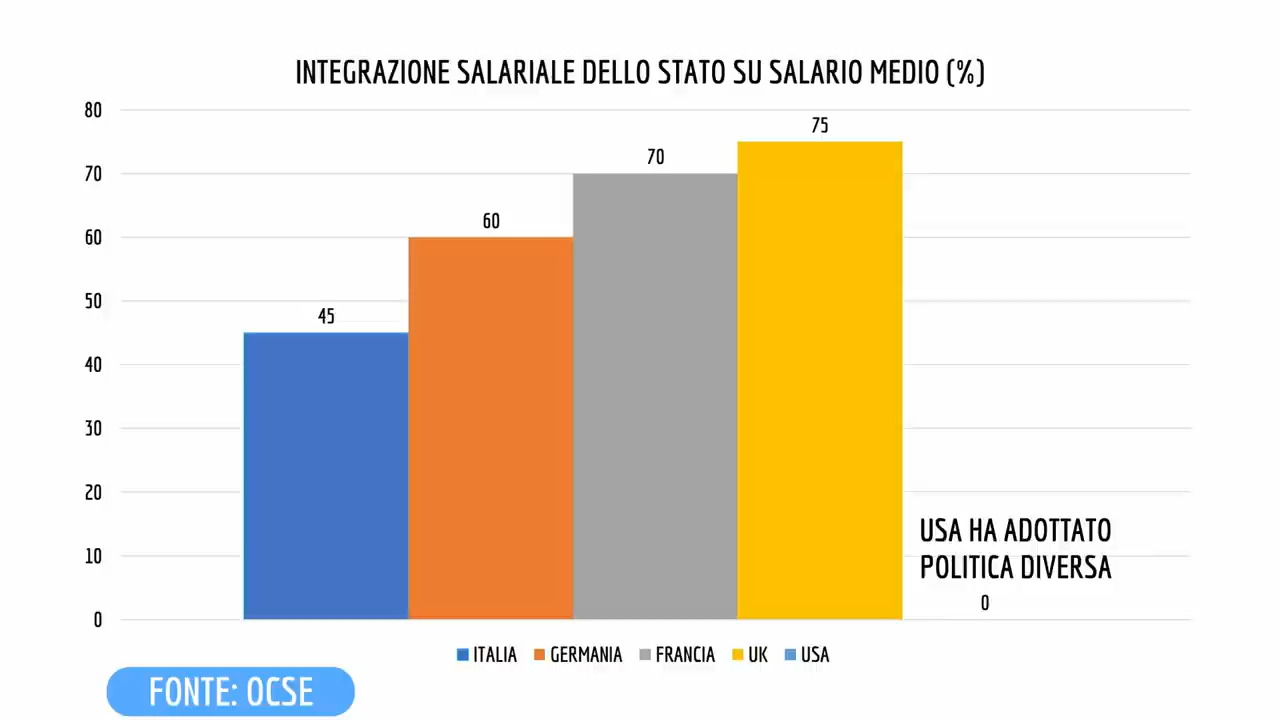 INTEGRAZIONE SALARIALE DELLO STATO SU SALARIO MEDIO (%)
80
75
70
70
60
60
50
45
40
30
20
USA HA ADOTTATO
10
POLITICA DIVERSA
0
0
ITALIA GERMANIA FRANCIA UK USA
FONTE: OCSE